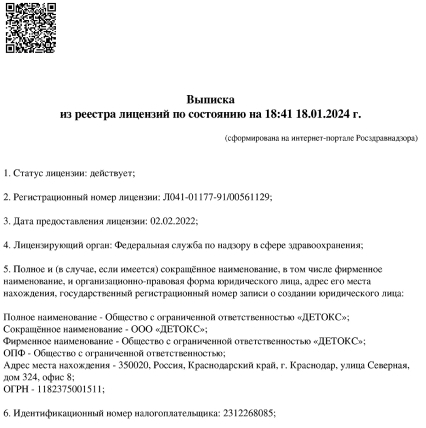 Выписка
из реестра лицензий по состоянию на 18:41 18.01.2024 г.
(сформирована на интернет-портале Росздравнадзора)
1. Статус лицензии: действует;
2. Регистрационный номер лицензии: Л041-01177-91/00561129;
3. Дата предоставления лицензии: 02.02.2022;
4. Лицензирующий орган: Федеральная служба по надзору в сфере здравоохранения;
5. Полное и (в случае, если имеется) сокращённое наименование, в том числе фирменное
наименование, и организационно-правовая форма юридического лица, адрес его места
нахождения, государственный регистрационный номер записи о создании юридического лица:
Полное наименование - Общество с ограниченной ответственностью «ДЕТОКС»;
Сокращённое наименование - ООО «ДЕТОКС»;
Фирменное наименование - Общество с ограниченной ответственностью «ДЕТОКС»;
ОПФ - Общество с ограниченной ответственностью;
Адрес места нахождения - 350020, Россия, Краснодарский край, г. Краснодар, улица Северная,
дом 324, офис 8;
ОГРН - 1182375001511;
6. Идентификационный номер налогоплательщика: 2312268085;